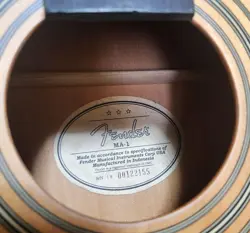 Fender
MA-1
Made in accordance to specifications of
Fender Musical Instruments Corp USA
Manufactured in Indonesia